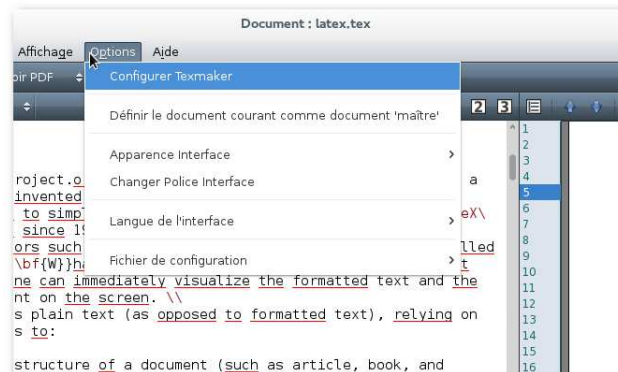 Document : latex.tex
Affichage Options Aide
oir PDF
Configurer Texmaker
2 3
Définir le document courant comme document 'maître'
Apparence Interface
Changer Police Interface
Langue de l'interface
Fichier de configuration
roject.o a
invented
to simp eX\
since 19
ors such lled
\bf{W}}ha t
ne can immediately visualize the formatted text and the
nt on the screen. \\
s plain text (as opposed to formatted text), relying on
s to:
structure of a document (such as article, book, and
1
2
3
4
5
6
7
8
9
10
11
12
13
14
15
16